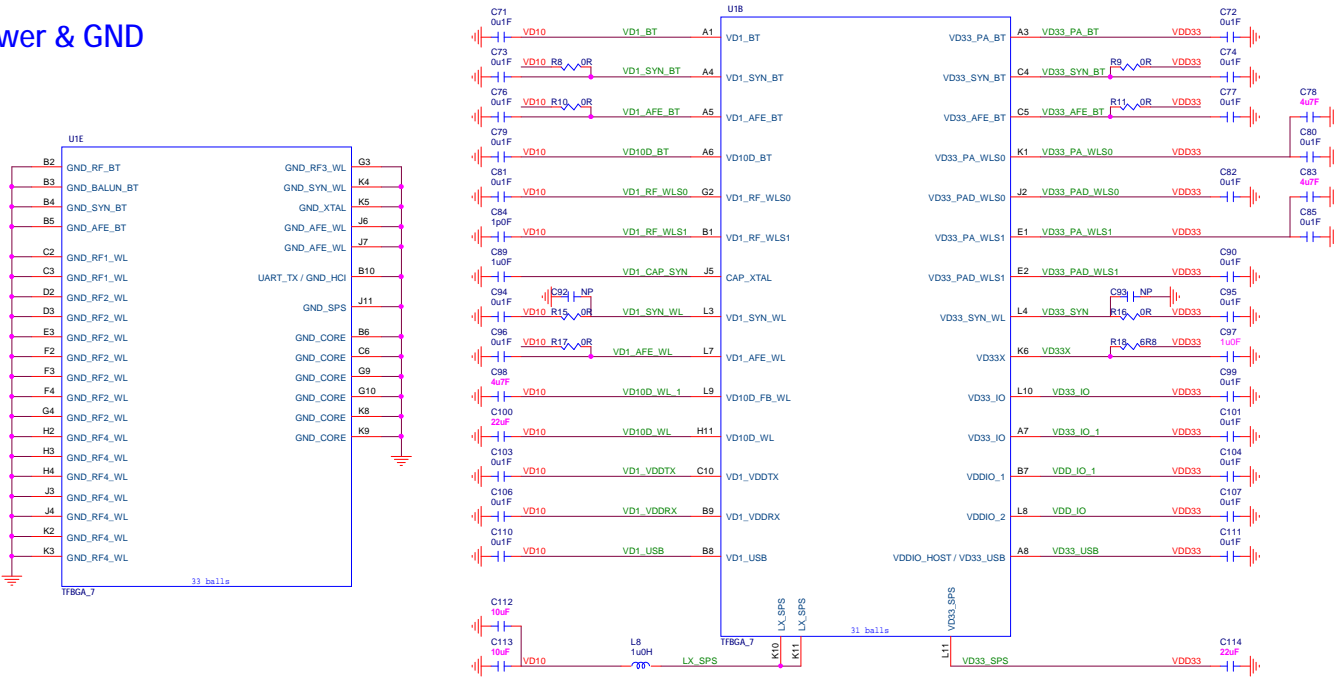 wer & GND
U1E
B2 GND_RF_BT GND_RF3_WL G3
B3 GND_BALUN_BT GND_SYN_WL K4
B4 GND_SYN_BT GND_XTAL K5
B5 GND_AFE_BT GND_AFE_WL J6
GND_AFE_WL J7
C2 GND_RF1_WL
C3 GND_RF1_WL UART_TX / GND_HCI B10
D2 GND_RF2_WL
D3 GND_RF2_WL GND_SPS J11
E3 GND_RF2_WL GND_CORE B6
F2 GND_RF2_WL GND_CORE C6
F3 GND_RF2_WL GND_CORE G9
F4 GND_RF2_WL GND_CORE G10
G4 GND_RF2_WL GND_CORE K8
H2 GND_RF4_WL GND_CORE K9
H3 GND_RF4_WL
H4 GND_RF4_WL
J3 GND_RF4_WL
J4 GND_RF4_WL
K2 GND_RF4_WL
K3 GND_RF4_WL
33 balls
TFBGA_7
U1B
C71
0u1F
VD10 VD1_BT A1 VD1_BT
C73
0u1F
VD10 R8 0R VD1_SYN_BT A4 VD1_SYN_BT
C76
0u1F
VD10 R10 0R VD1_AFE_BT A5 VD1_AFE_BT
C79
0u1F
VD10 VD10D_BT A6 VD10D_BT
C81
0u1F
VD10 VD1_RF_WLS0 G2 VD1_RF_WLS0
C84
1p0F
VD10 VD1_RF_WLS1 B1 VD1_RF_WLS1
C89
1u0F
VD1_CAP_SYN J5 CAP_XTAL
C92 NP
C94
0u1F
VD10 R15 0R VD1_SYN_WL L3 VD1_SYN_WL
C96
0u1F
VD10 R17 0R VD1_AFE_WL L7 VD1_AFE_WL
C98
4u7F
VD10 VD10D_WL_1 L9 VD10D_FB_WL
C100
22uF
VD10 VD10D_WL H11 VD10D_WL
C103
0u1F
VD10 VD1_VDDTX C10 VD1_VDDTX
C106
0u1F
VD10 VD1_VDDRX B9 VD1_VDDRX
C110
0u1F
VD10 VD1_USB B8 VD1_USB
C112
10uF
C113
10uF
VD10 L8
1u0H
LX_SPS K10 LX_SPS
K11 LX_SPS
TFBGA_7
31 balls
VD33_PA_BT A3 VD33_PA_BT VDD33
C72
0u1F
VD33_SYN_BT C4 VD33_SYN_BT R9 0R VDD33
C74
0u1F
VD33_AFE_BT C5 VD33_AFE_BT R11 0R VDD33
C77
0u1F
C78
4u7F
VD33_PA_WLS0 K1 VD33_PA_WLS0 VDD33
C80
0u1F
VD33_PAD_WLS0 J2 VD33_PAD_WLS0 VDD33
C82
0u1F
C83
4u7F
VD33_PA_WLS1 E1 VD33_PA_WLS1 VDD33
C85
0u1F
VD33_PAD_WLS1 E2 VD33_PAD_WLS1 VDD33
C90
0u1F
C93 NP
VD33_SYN_WL L4 VD33_SYN R16 0R VDD33
C95
0u1F
VD33X K6 VD33X R18 6R8 VDD33
C97
1u0F
VD33_IO L10 VD33_IO VDD33
C99
0u1F
VD33_IO A7 VD33_IO_1 VDD33
C101
0u1F
VDDIO_1 B7 VDD_IO_1 VDD33
C104
0u1F
VDDIO_2 L8 VDD_IO VDD33
C107
0u1F
VDDIO_HOST / VD33_USB A8 VD33_USB VDD33
C111
0u1F
VD33_SPS L11 VD33_SPS VDD33
C114
22uF